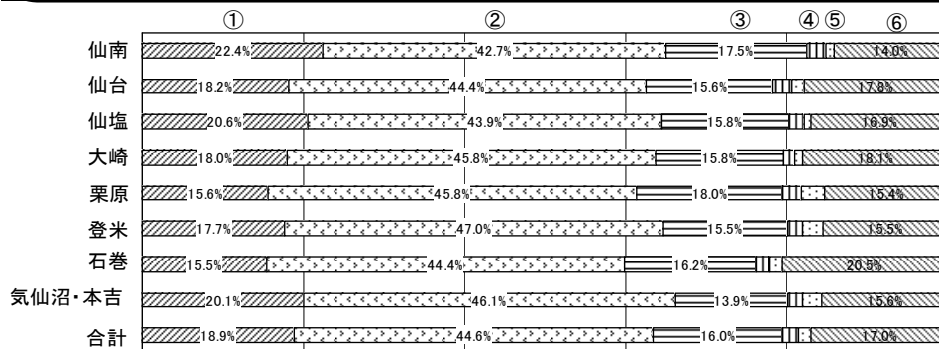 ① ② ③ ④ ⑤ ⑥
仙南 22.4% 42.7% 17.5% 14.0%
仙台 18.2% 44.4% 15.6% 17.8%
仙塩 20.6% 43.9% 15.8% 16.9%
大崎 18.0% 45.8% 15.8% 18.1%
栗原 15.6% 45.8% 18.0% 15.4%
登米 17.7% 47.0% 15.5% 15.5%
石巻 15.5% 44.4% 16.2% 20.5%
気仙沼・本吉 20.1% 46.1% 13.9% 15.6%
合計 18.9% 44.6% 16.0% 17.0%